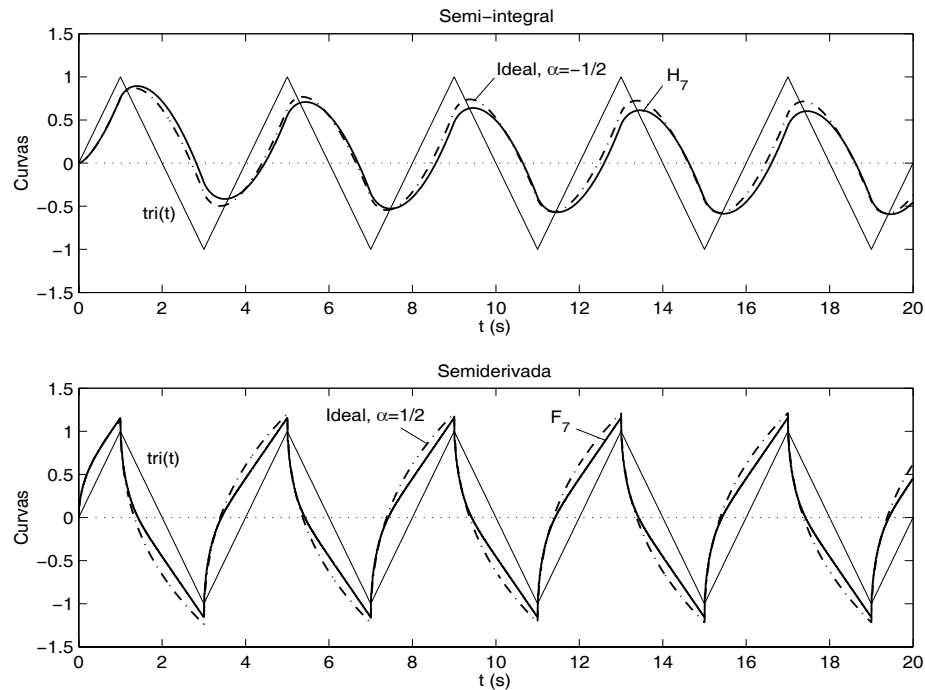 Semi-integral
1.5
1
0.5
0
−0.5
−1
−1.5
Curvas
Ideal, α=−1/2
H7
tri(t)
0 2 4 6 8 10 12 14 16 18 20
t (s)
Semiderivada
1.5
1
0.5
0
−0.5
−1
−1.5
Curvas
Ideal, α=1/2
F7
tri(t)
0 2 4 6 8 10 12 14 16 18 20
t (s)